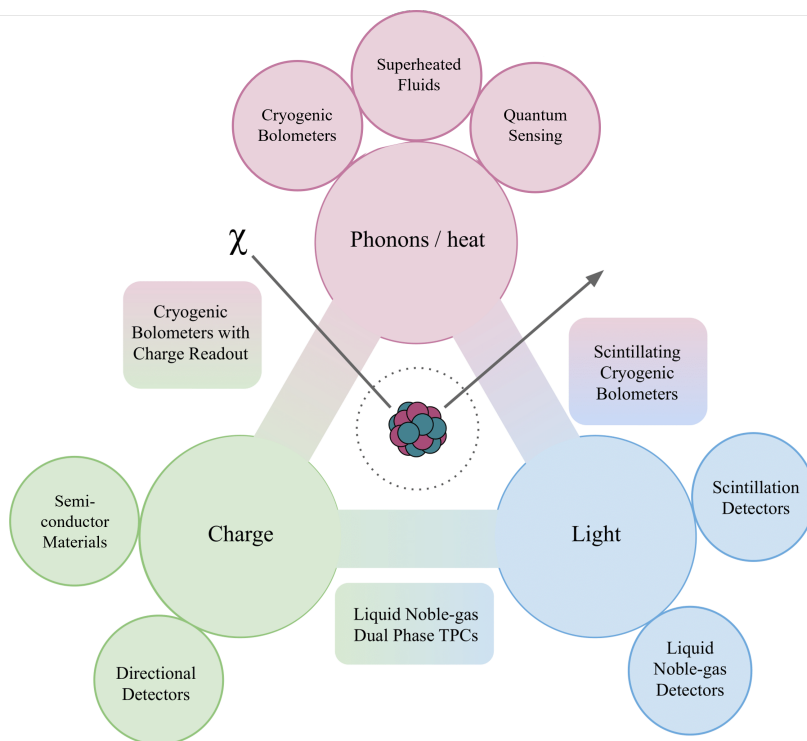 Superheated
Fluids
Cryogenic
Bolometers
Quantum
Sensing
χ
Phonons / heat
Cryogenic
Bolometers with
Charge Readout
Scintillating
Cryogenic
Bolometers
Semi-
conductor
Materials
Charge
Light
Scintillation
Detectors
Liquid Noble-gas
Dual Phase TPCs
Directional
Detectors
Liquid
Noble-gas
Detectors